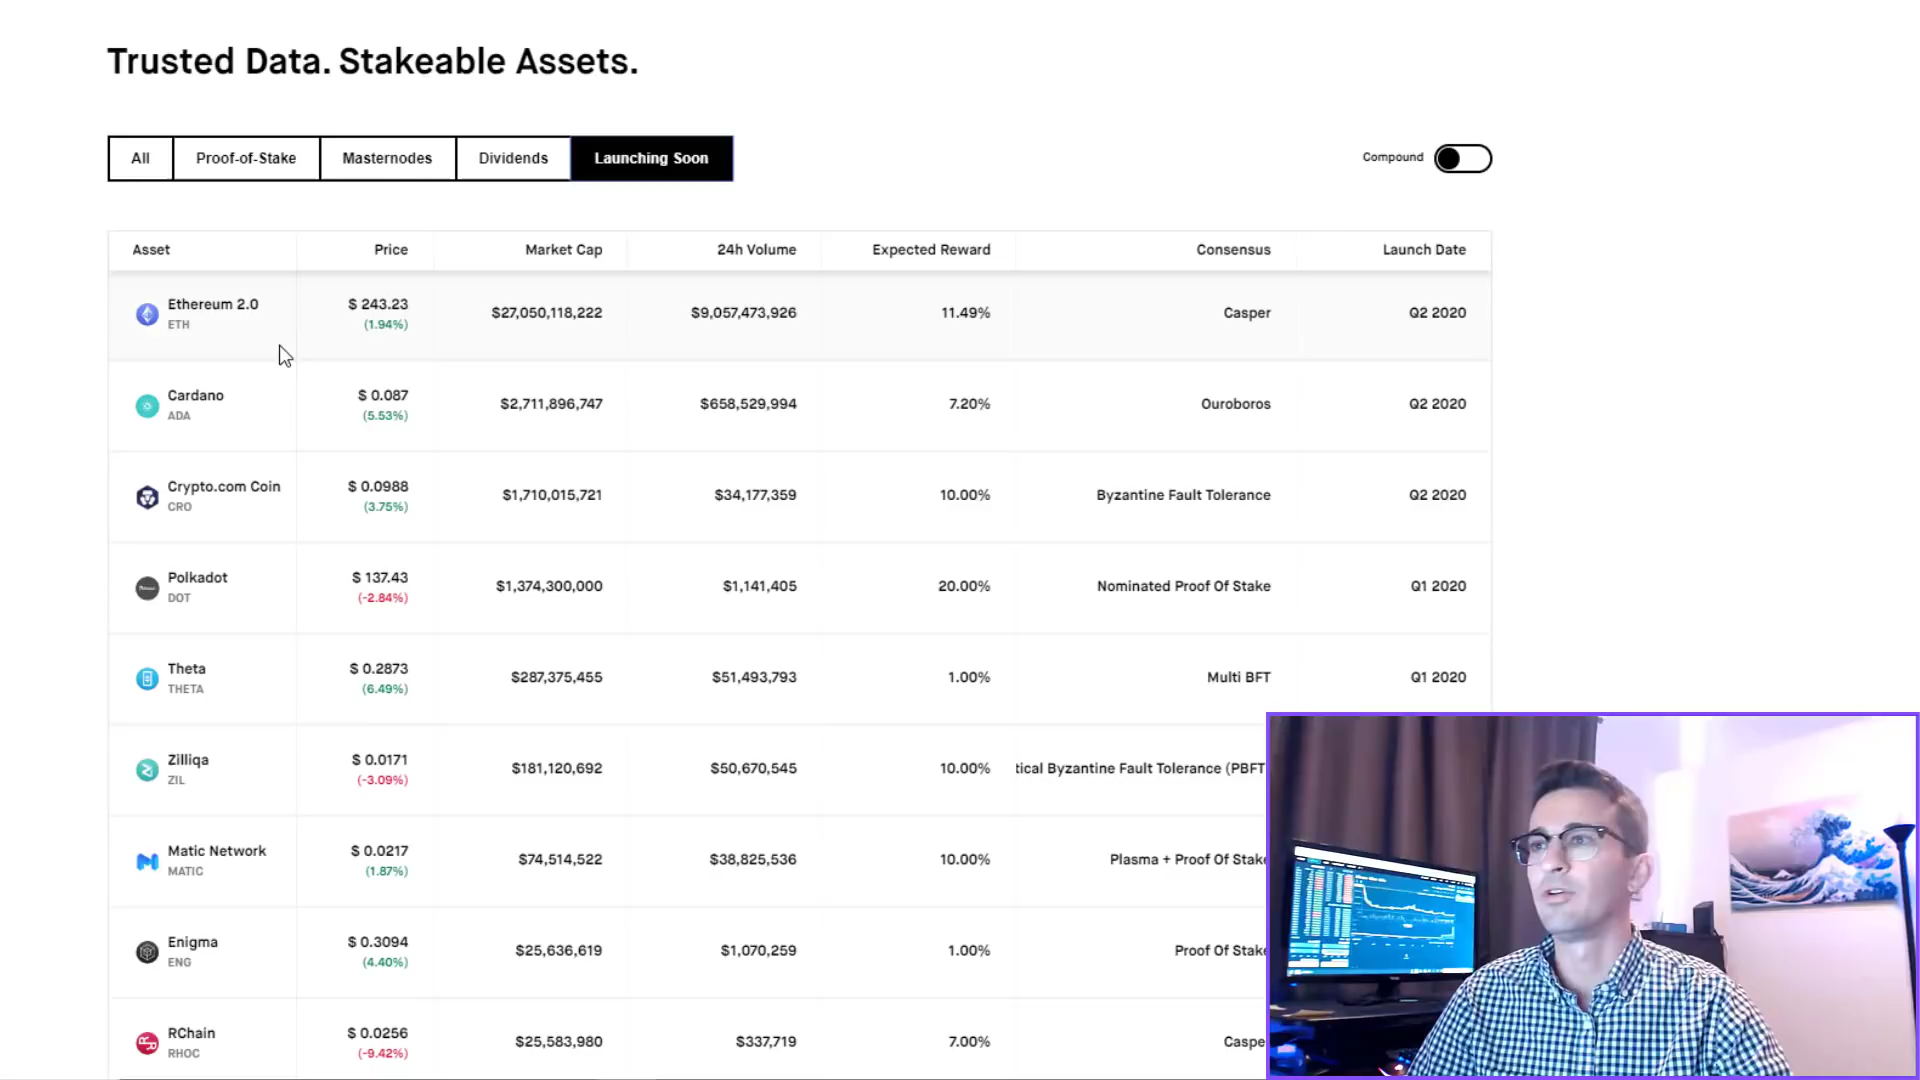 Trusted Data. Stakeable Assets.
All Proof-of-Stake Masternodes Dividends Launching Soon Compound
Asset Price Market Cap 24h Volume Expected Reward Consensus Launch Date
Ethereum 2.0 $ 243.23 $27,050,118,222 $9,057,473,926 11.49% Casper Q2 2020
ETH (1.94%)
Cardano $ 0.087 $2,711,896,747 $658,529,994 7.20% Ouroboros Q2 2020
ADA (5.53%)
Crypto.com Coin $ 0.0988 $1,710,015,721 $34,177,359 10.00% Byzantine Fault Tolerance Q2 2020
CRO (3.75%)
Polkadot $ 137.43 $1,374,300,000 $1,141,405 20.00% Nominated Proof Of Stake Q1 2020
DOT (-2.84%)
Theta $ 0.2873 $287,375,455 $51,493,793 1.00% Multi BFT Q1 2020
THETA (6.49%)
Zilliqa $ 0.0171 $181,120,692 $50,670,545 10.00% tical Byzantine Fault Tolerance (PBFT
ZIL (-3.09%)
Matic Network $ 0.0217 $74,514,522 $38,825,536 10.00% Plasma + Proof Of Stake
MATIC (1.87%)
Enigma $ 0.3094 $25,636,619 $1,070,259 1.00% Proof Of Stake
ENG (4.40%)
RChain $ 0.0256 $25,583,980 $337,719 7.00% Caspe
RHOC (-9.42%)